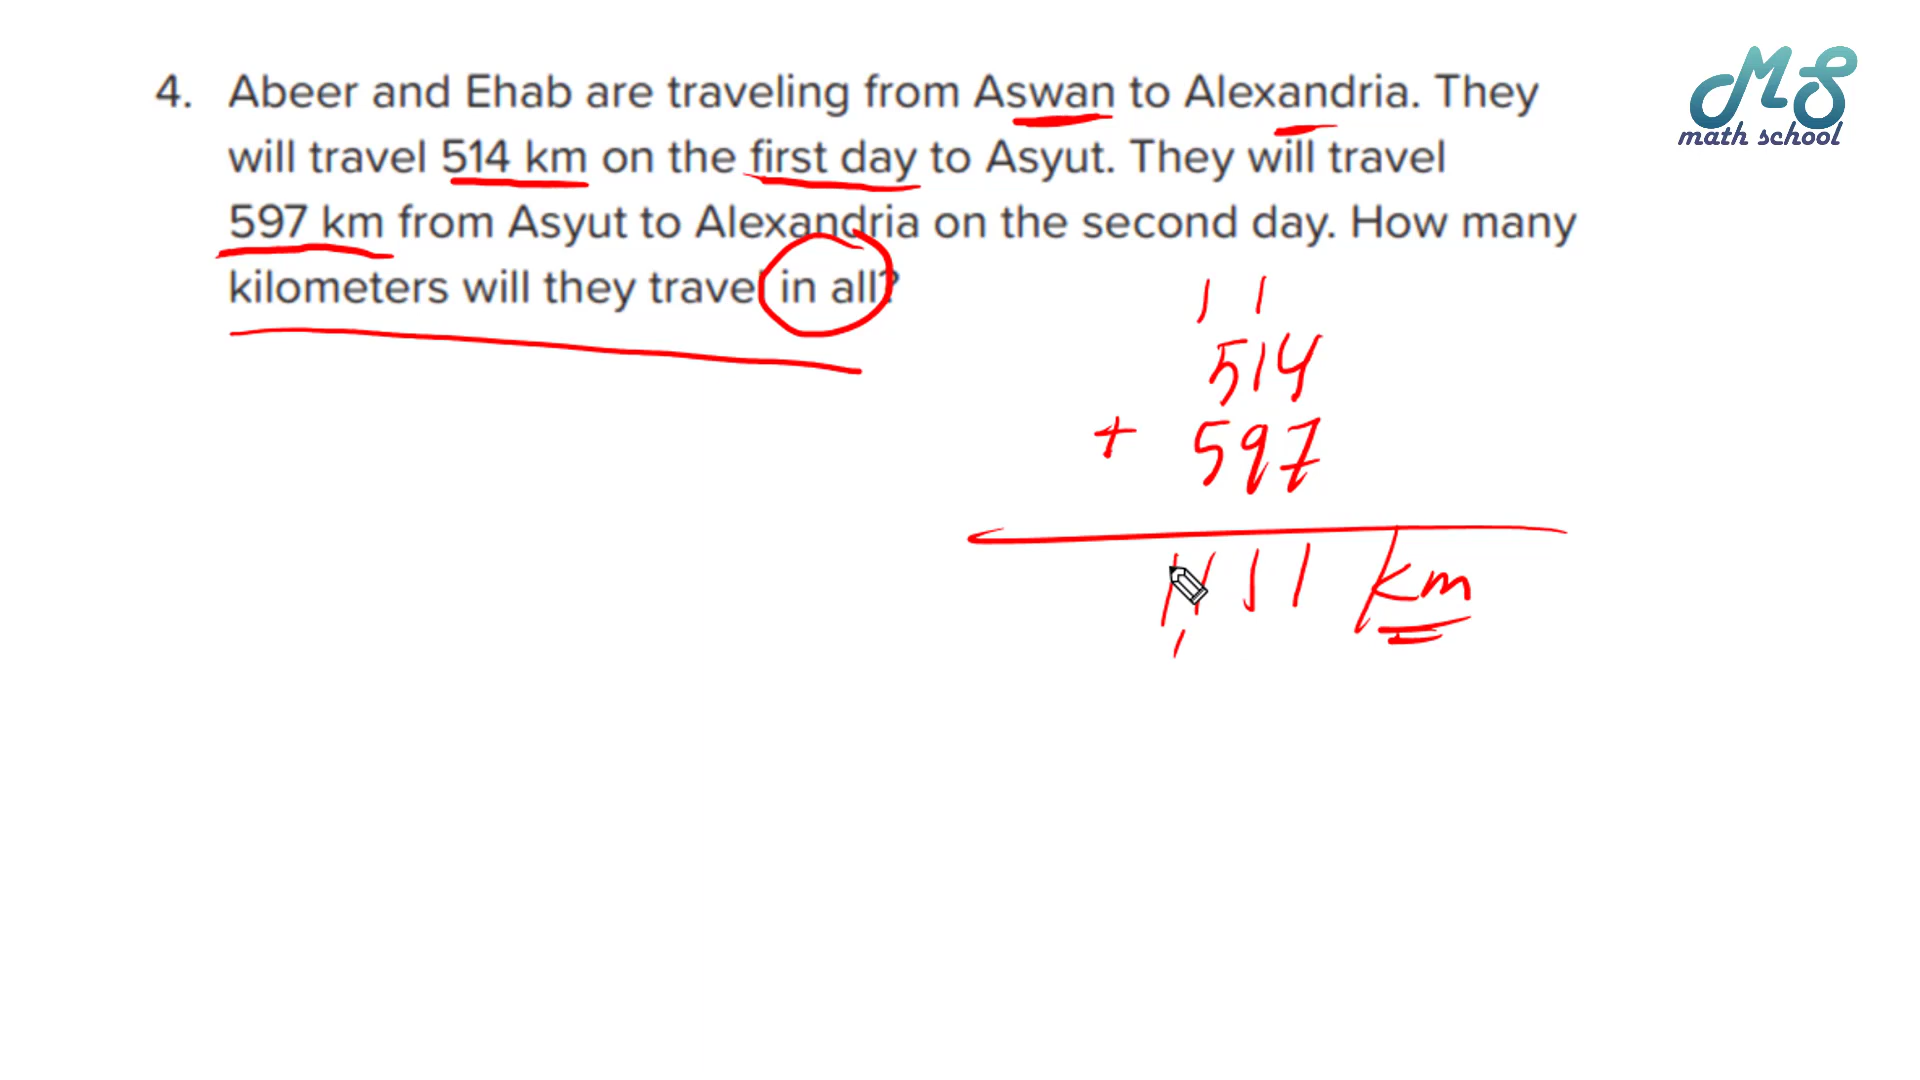 4. Abeer and Ehab are traveling from Aswan to Alexandria. They
will travel 514 km on the first day to Asyut. They will travel
597 km from Asyut to Alexandria on the second day. How many
kilometers will they travel in all?
MS
math school
1 1
514
+ 597
1111 km